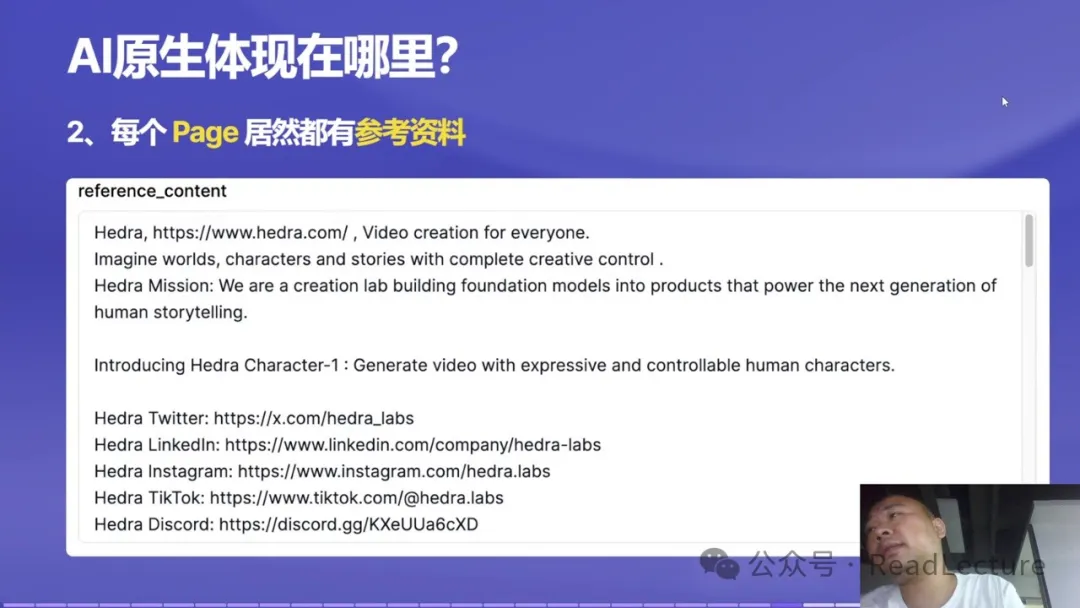 AI原生体现在哪里？
2、每个 Page 居然都有参考资料
reference_content
Hedra, https://www.hedra.com/ , Video creation for everyone.
Imagine worlds, characters and stories with complete creative control .
Hedra Mission: We are a creation lab building foundation models into products that power the next generation of
human storytelling.
Introducing Hedra Character-1 : Generate video with expressive and controllable human characters.
Hedra Twitter: https://x.com/hedra_labs
Hedra LinkedIn: https://www.linkedin.com/company/hedra-labs
Hedra Instagram: https://www.instagram.com/hedra.labs
Hedra TikTok: https://www.tiktok.com/@hedra.labs
Hedra Discord: https://discord.gg/KXeUUa6cXD
公众号 · ReadLecture